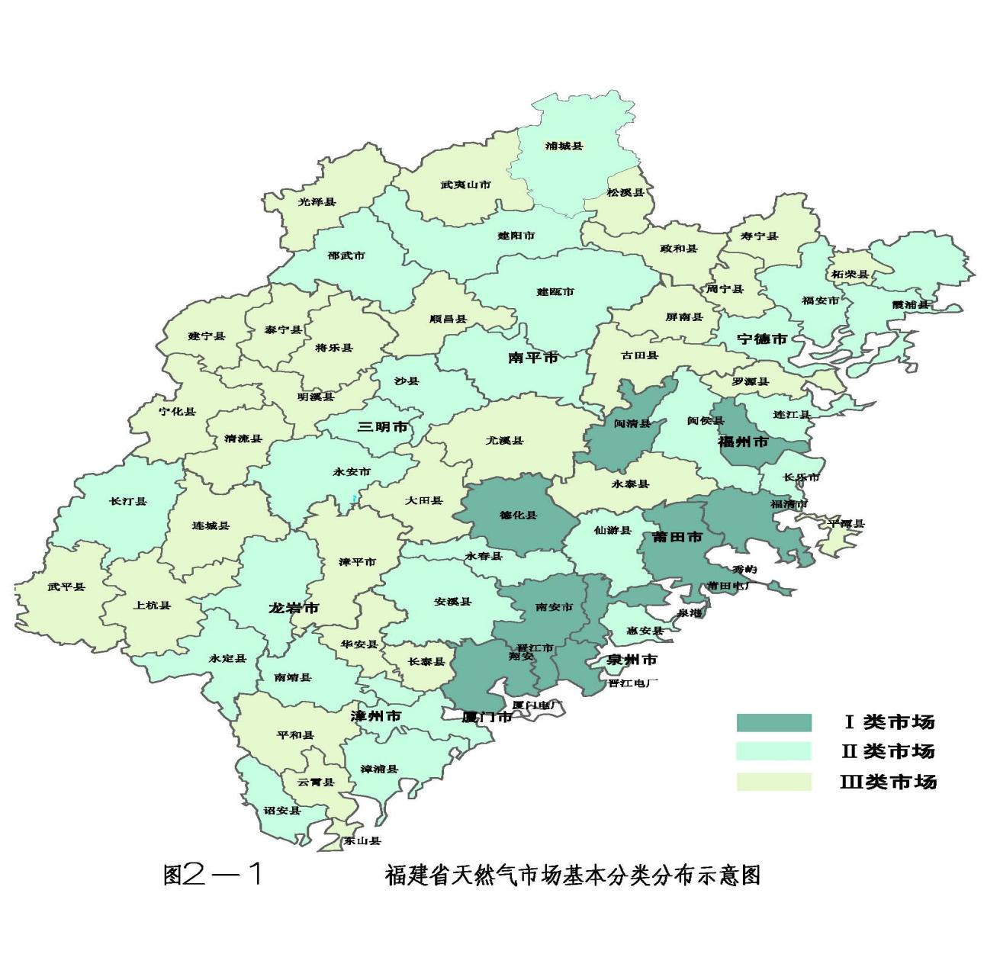 浦城县
武夷山市
松溪县
光泽县
建阳市
寿宁县
政和县
邵武市
柘荣县
周宁县
建瓯市
福安市
霞浦县
顺昌县
屏南县
泰宁县
建宁县
宁德市
将乐县
南平市
古田县
沙县
罗源县
明溪县
宁化县
连江县
闽侯县
闽清县
三明市
清流县
尤溪县
福州市
永安市
长乐市
永泰县
长汀县
大田县
福清市
德化县
连城县
平潭县
仙游县
莆田市
永春县
漳平市
秀屿
武平县
莆田电厂
安溪县
上杭县
龙岩市
南安市
泉港
惠安县
华安县
晋江市
翔安
永定县
长泰县
泉州市
南靖县
晋江电厂
厦门电厂
漳州市
厦门市
平和县
漳浦县
云霄县
诏安县
东山县
Ⅰ类市场
Ⅱ类市场
Ⅲ类市场
图2－1 福建省天然气市场基本分类分布示意图